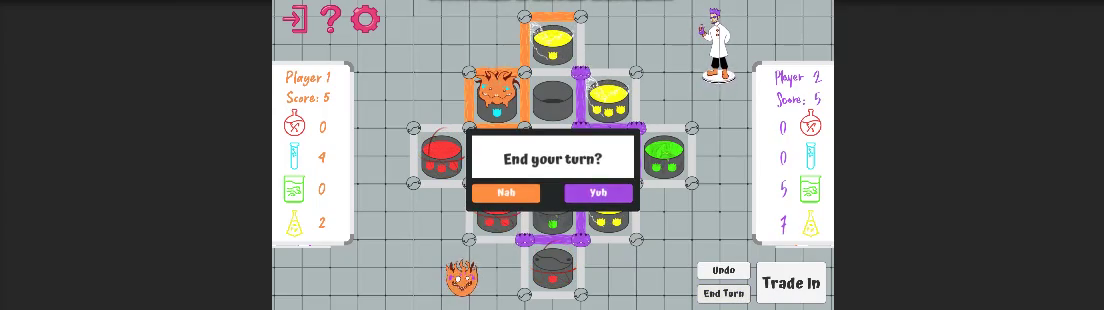 ?
Player 1
Score: 5
0
4
0
2
Player 2
Score: 5
0
0
5
7
End your turn?
Nah
Yuh
Undo
End Turn
Trade In